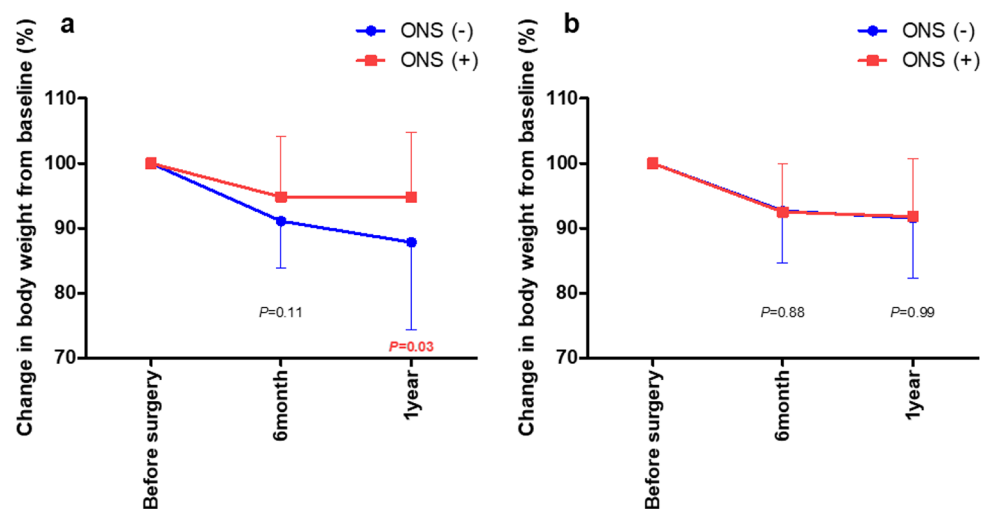 a
ONS (-)
ONS (+)
Change in body weight from baseline (%)
110
100
90
80
70
P=0.11
P=0.03
Before surgery
6month
1year
b
ONS (-)
ONS (+)
Change in body weight from baseline (%)
110
100
90
80
70
P=0.88
P=0.99
Before surgery
6month
1year